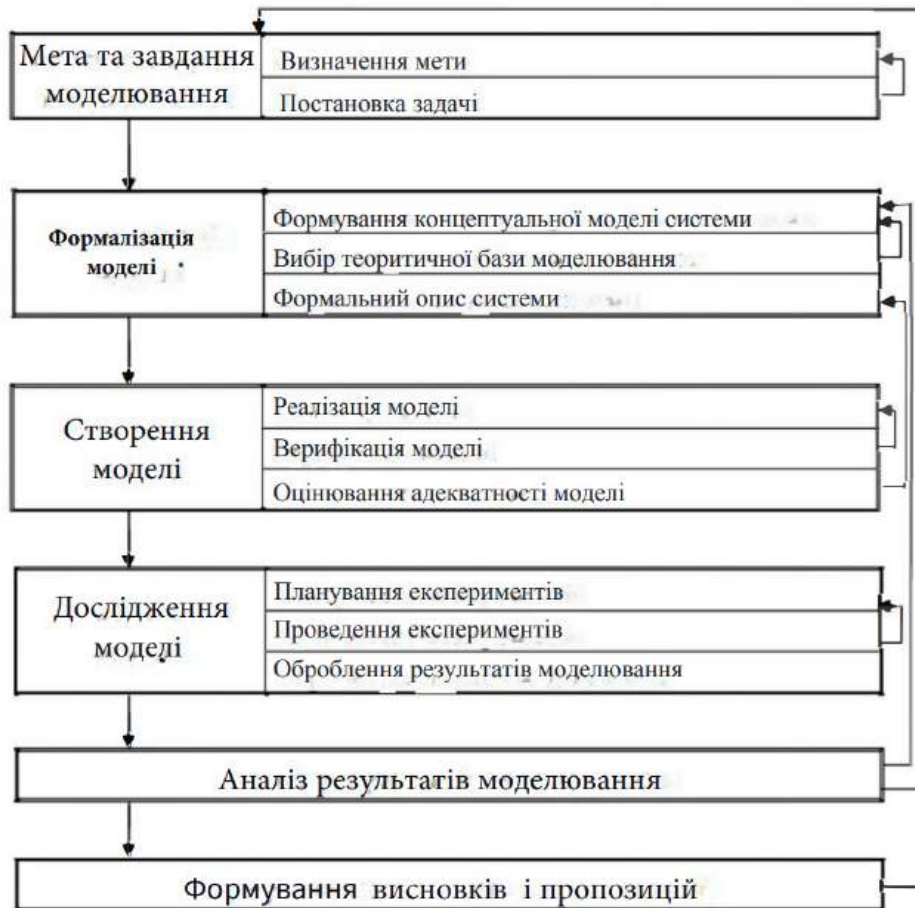 Мета та завдання
моделювання
Визначення мети
Постановка задачі
Формалізація
моделі
Формування концептуальної моделі системи
Вибір теоритичної бази моделювання
Формальний опис системи
Створення
моделі
Реалізація моделі
Верифікація моделі
Оцінювання адекватності моделі
Дослідження
моделі
Планування експериментів
Проведення експериментів
Оброблення результатів моделювання
Аналіз результатів моделювання
Формування висновків і пропозицій